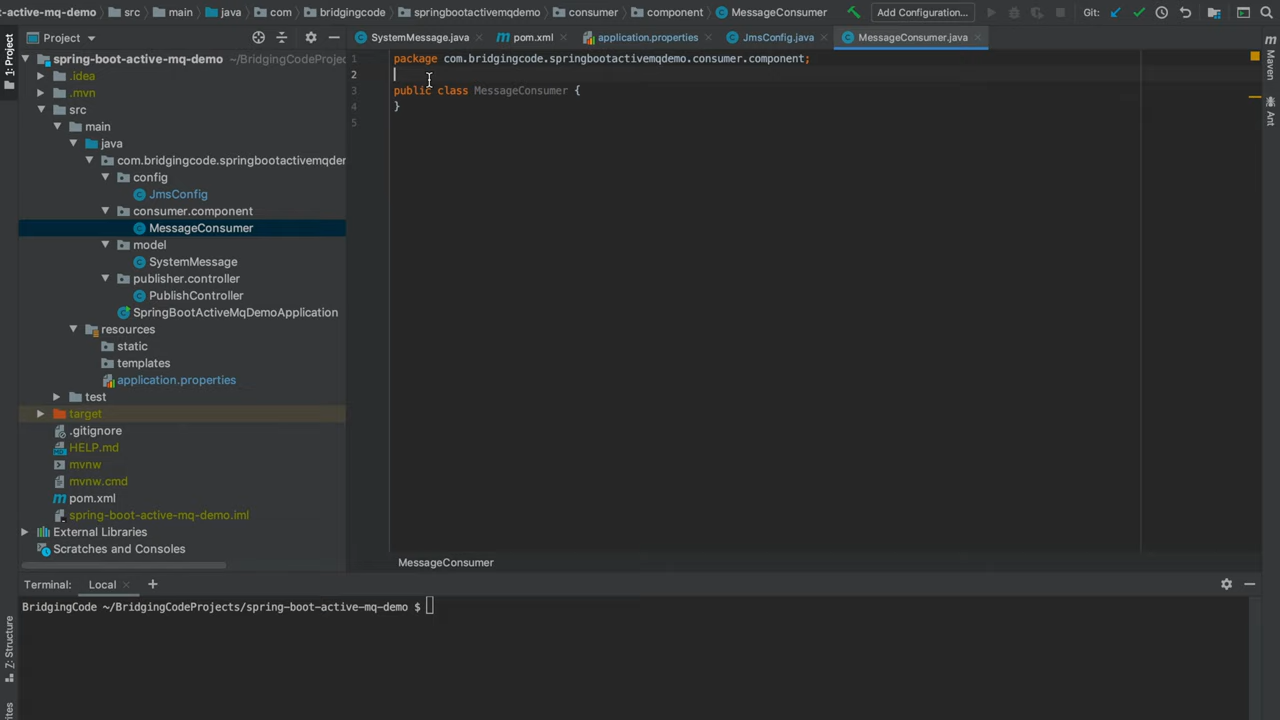 -active-mq-demo src main java com bridgingcode springbootactivemqdemo consumer component MessageConsumer Add Configuration... Git:
1: Project
Project
SystemMessage.java pom.xml application.properties JmsConfig.java MessageConsumer.java
Maven
Ant
spring-boot-active-mq-demo ~/BridgingCodeProjec
.idea
.mvn
src
main
java
com.bridgingcode.springbootactivemqder
config
JmsConfig
consumer.component
MessageConsumer
model
SystemMessage
publisher.controller
PublishController
SpringBootActiveMqDemoApplication
resources
static
templates
application.properties
test
target
.gitignore
HELP.md
mvnw
mvnw.cmd
pom.xml
spring-boot-active-mq-demo.iml
External Libraries
Scratches and Consoles
1 package com.bridgingcode.springbootactivemqdemo.consumer.component;
2
3 public class MessageConsumer {
4 }
5
MessageConsumer
Terminal: Local +
BridgingCode ~/BridgingCodeProjects/spring-boot-active-mq-demo $
Z: Structure